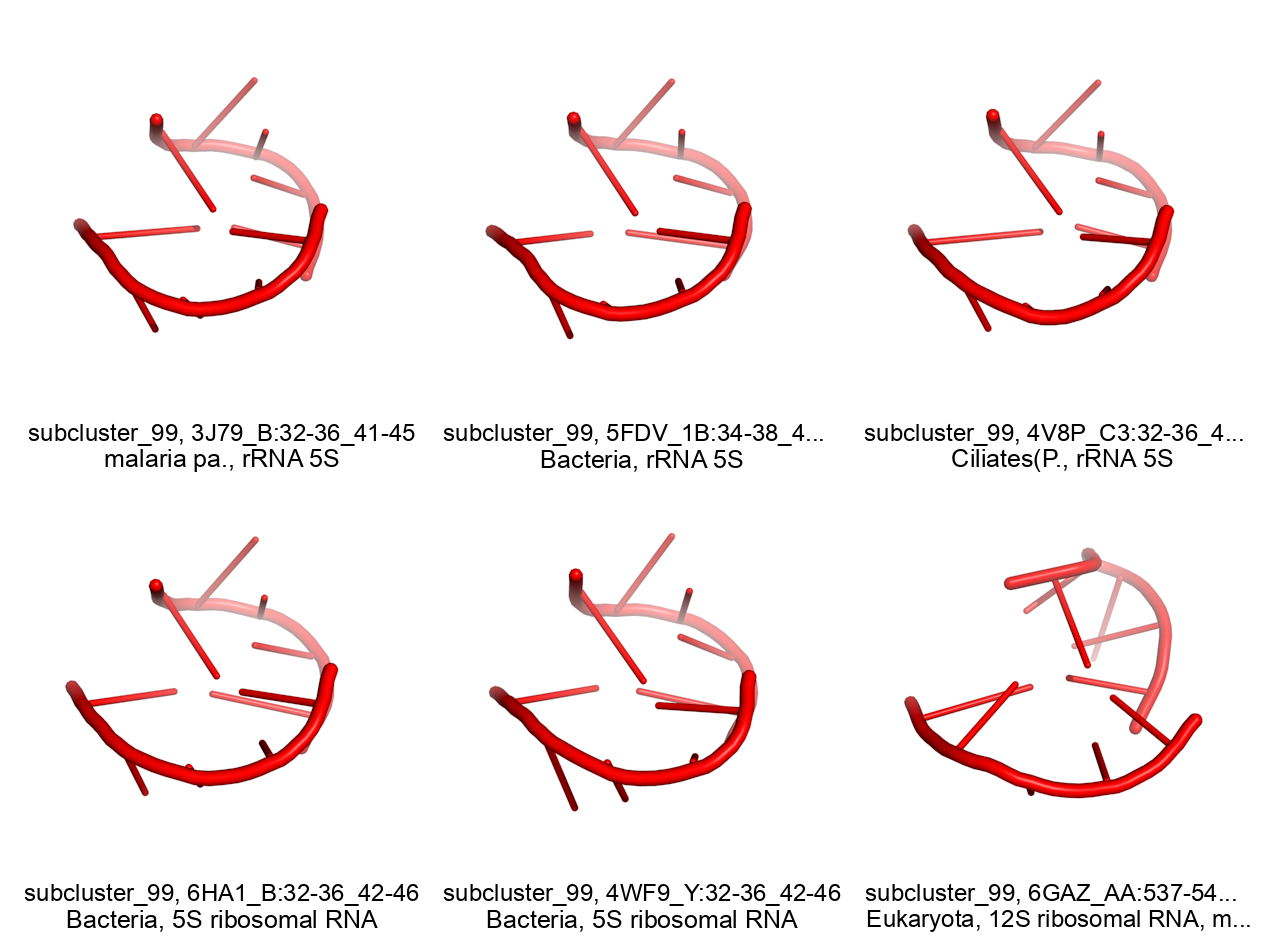 subcluster_99, 3J79_B:32-36_41-45
malaria pa., rRNA 5S
subcluster_99, 5FDV_1B:34-38_4...
Bacteria, rRNA 5S
subcluster_99, 4V8P_C3:32-36_4...
Ciliates(P., rRNA 5S
subcluster_99, 6HA1_B:32-36_42-46
Bacteria, 5S ribosomal RNA
subcluster_99, 4WF9_Y:32-36_42-46
Bacteria, 5S ribosomal RNA
subcluster_99, 6GAZ_AA:537-54...
Eukaryota, 12S ribosomal RNA, m...